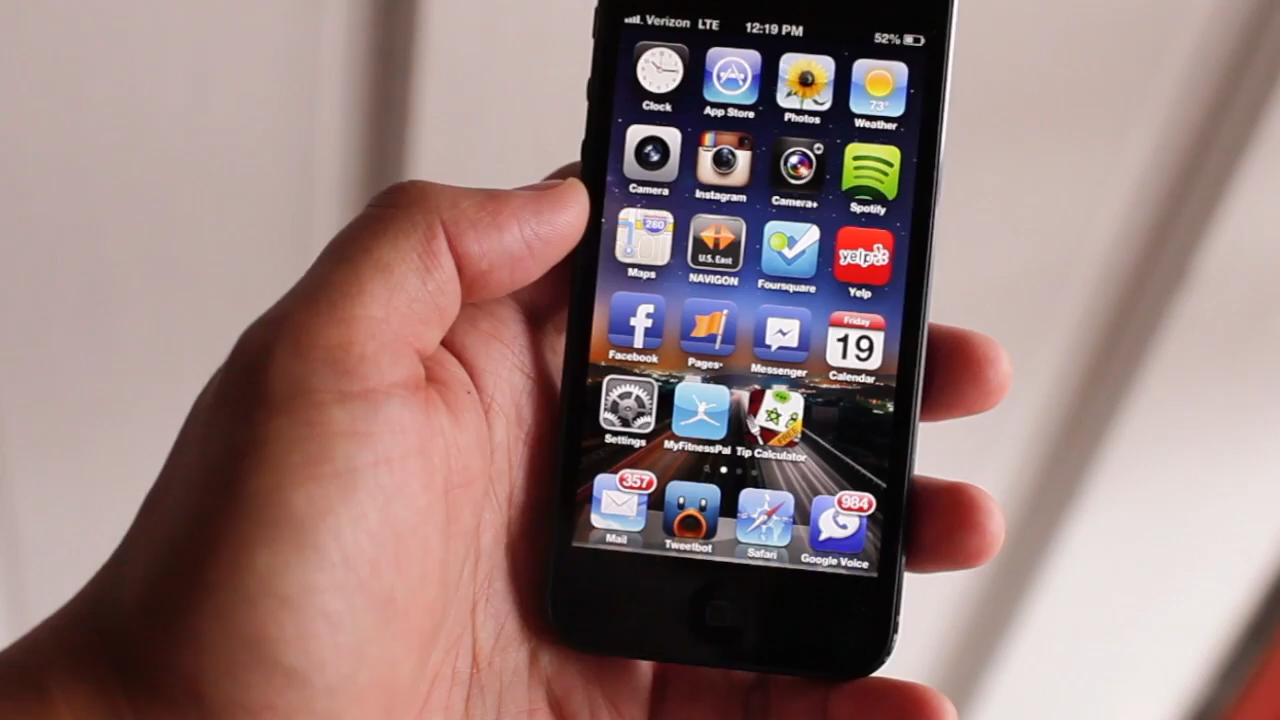 Verizon LTE 12:19 PM 52%
Clock App Store Photos Weather
73°
Camera Instagram Camera+ Spotify
280
U.S. East
yelp
Maps NAVIGON Foursquare Yelp
Friday
19
Facebook Pages Messenger Calendar
FREE
Settings MyFitnessPal Tip Calculator
357 984
Mail Tweetbot Safari Google Voice